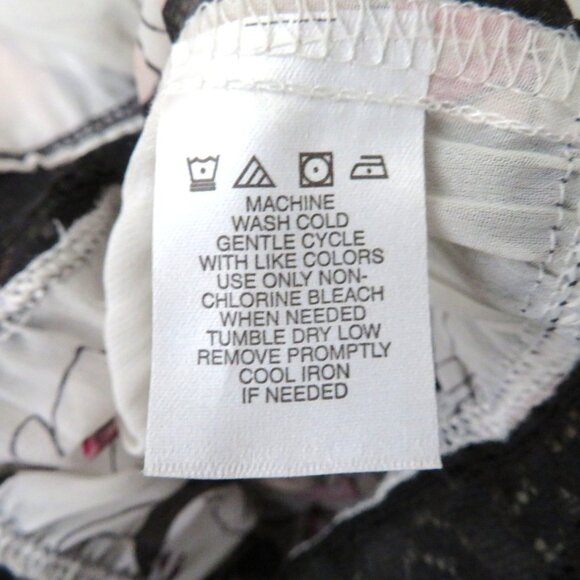 MACHINE
WASH COLD
GENTLE CYCLE
WITH LIKE COLORS
USE ONLY NON-
CHLORINE BLEACH
WHEN NEEDED
TUMBLE DRY LOW
REMOVE PROMPTLY
COOL IRON
IF NEEDED